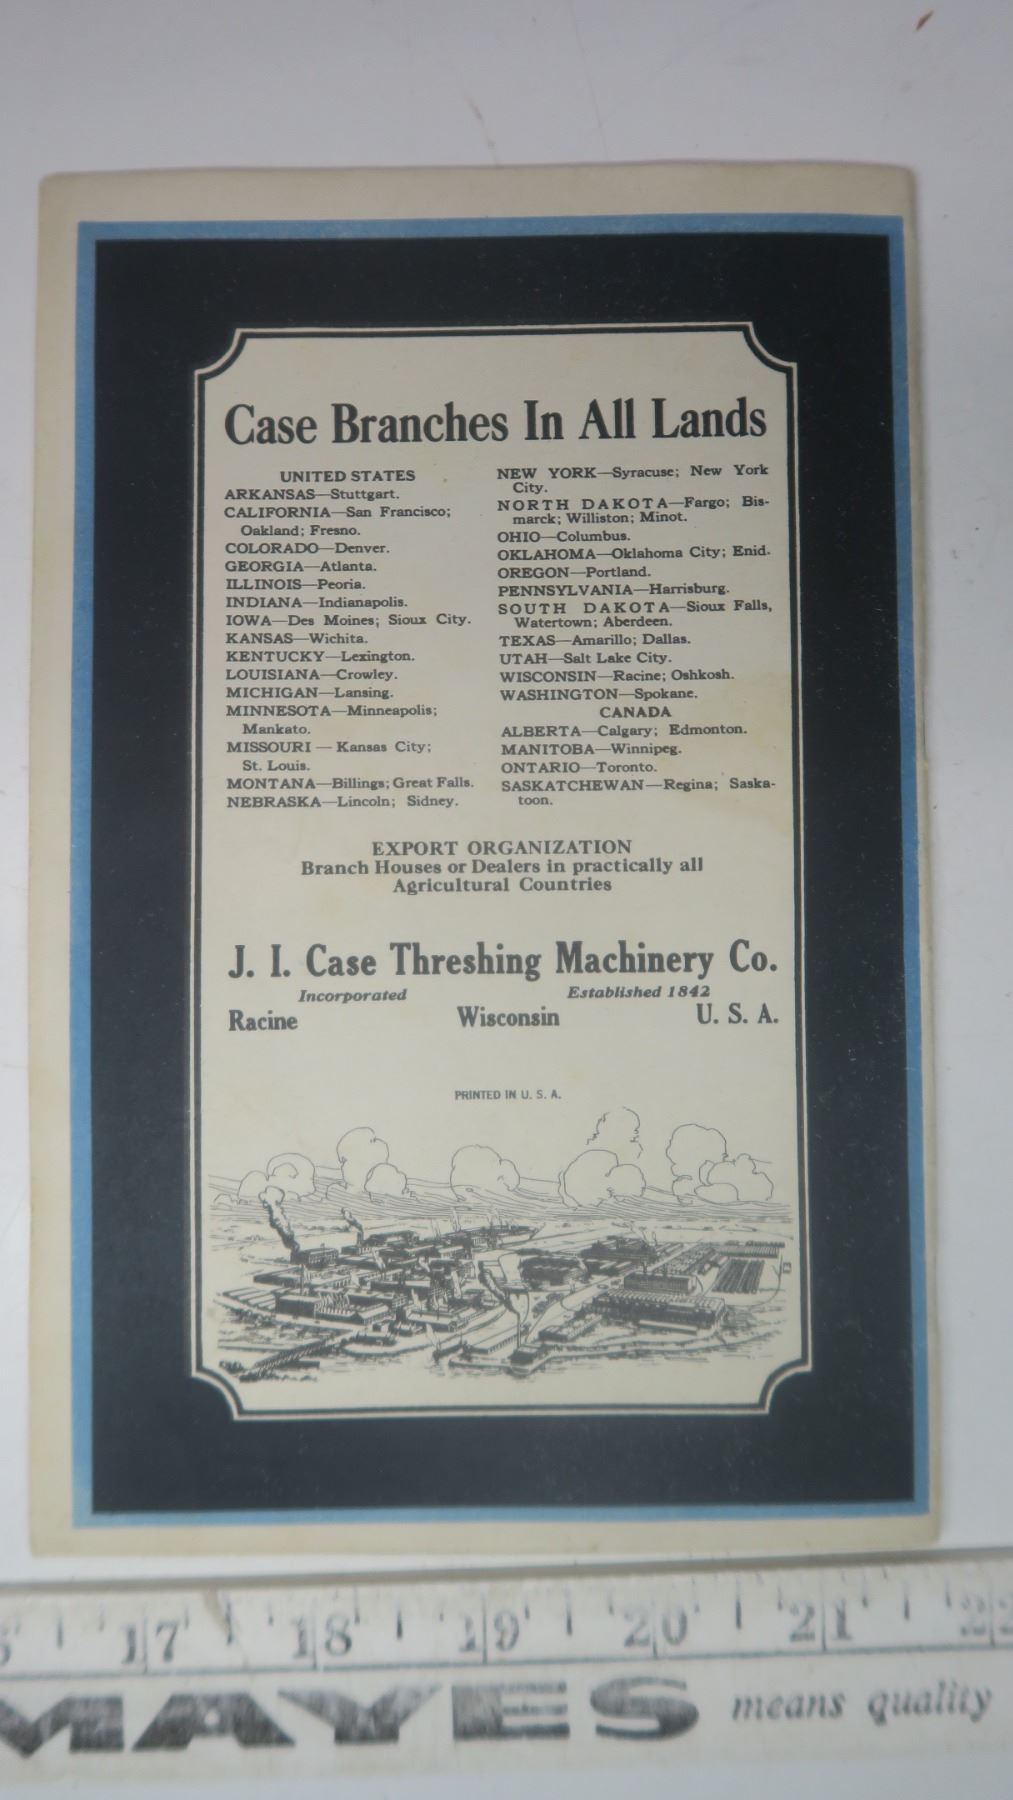 Case Branches In All Lands
UNITED STATES
ARKANSAS—Stuttgart.
CALIFORNIA—San Francisco;
Oakland; Fresno.
COLORADO—Denver.
GEORGIA—Atlanta.
ILLINOIS—Peoria.
INDIANA—Indianapolis.
IOWA—Des Moines; Sioux City.
KANSAS—Wichita.
KENTUCKY—Lexington.
LOUISIANA—Crowley.
MICHIGAN—Lansing.
MINNESOTA—Minneapolis;
Mankato.
MISSOURI — Kansas City;
St. Louis.
MONTANA—Billings; Great Falls.
NEBRASKA—Lincoln; Sidney.
NEW YORK—Syracuse; New York
City.
NORTH DAKOTA—Fargo; Bis-
marck; Williston; Minot.
OHIO—Columbus.
OKLAHOMA—Oklahoma City; Enid.
OREGON—Portland.
PENNSYLVANIA—Harrisburg.
SOUTH DAKOTA—Sioux Falls,
Watertown; Aberdeen.
TEXAS—Amarillo; Dallas.
UTAH—Salt Lake City.
WISCONSIN—Racine; Oshkosh.
WASHINGTON—Spokane.
CANADA
ALBERTA—Calgary; Edmonton.
MANITOBA—Winnipeg.
ONTARIO—Toronto.
SASKATCHEWAN—Regina; Saska-
toon.
EXPORT ORGANIZATION
Branch Houses or Dealers in practically all
Agricultural Countries
J. I. Case Threshing Machinery Co.
Incorporated Established 1842
Racine Wisconsin U. S. A.
PRINTED IN U. S. A.
17 18 19 20 21 22
MAYES means quality